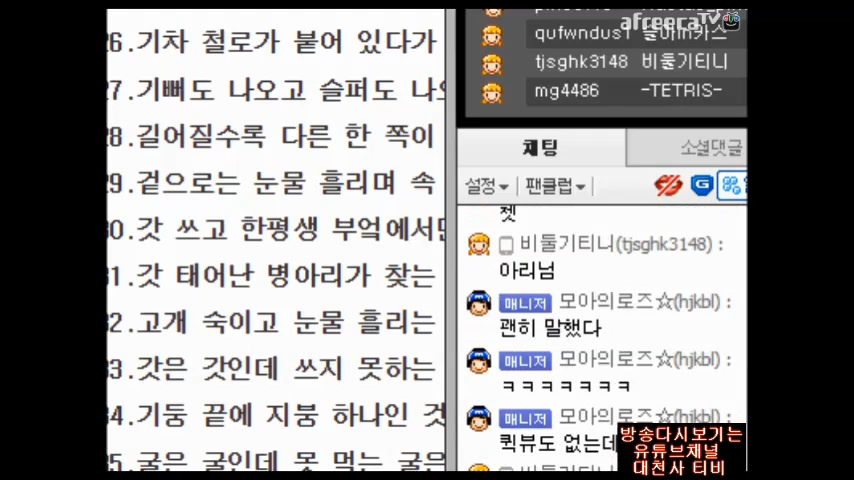 26.기차 철로가 붙어 있다가
27.기뻐도 나오고 슬퍼도 나오
28.길어질수록 다른 한 쪽이
29.겉으로는 눈물 흘리며 속
30.갓 쓰고 한평생 부엌에서만
31.갓 태어난 병아리가 찾는
32.고개 숙이고 눈물 흘리는
33.갓은 갓인데 쓰지 못하는
34.기둥 끝에 지붕 하나인 것
35.굴은 굴인데 못 먹는 굴은
afreecaTV
qufwndus1
tjsghk3148 비둘기티니
mg4486 -TETRIS-
채팅
소셜댓글
설정 팬클럽
쳇
비둘기티니(tjsghk3148) :
아리님
매니저 모아의로즈☆(hjkbl) :
괜히 말했다
매니저 모아의로즈☆(hjkbl) :
ㅋㅋㅋㅋㅋㅋㅋ
매니저 모아의로즈☆(hjkbl) :
퀵뷰도 없는데
비둘기티니
방송다시보기는
유튜브채널
대천사 티비